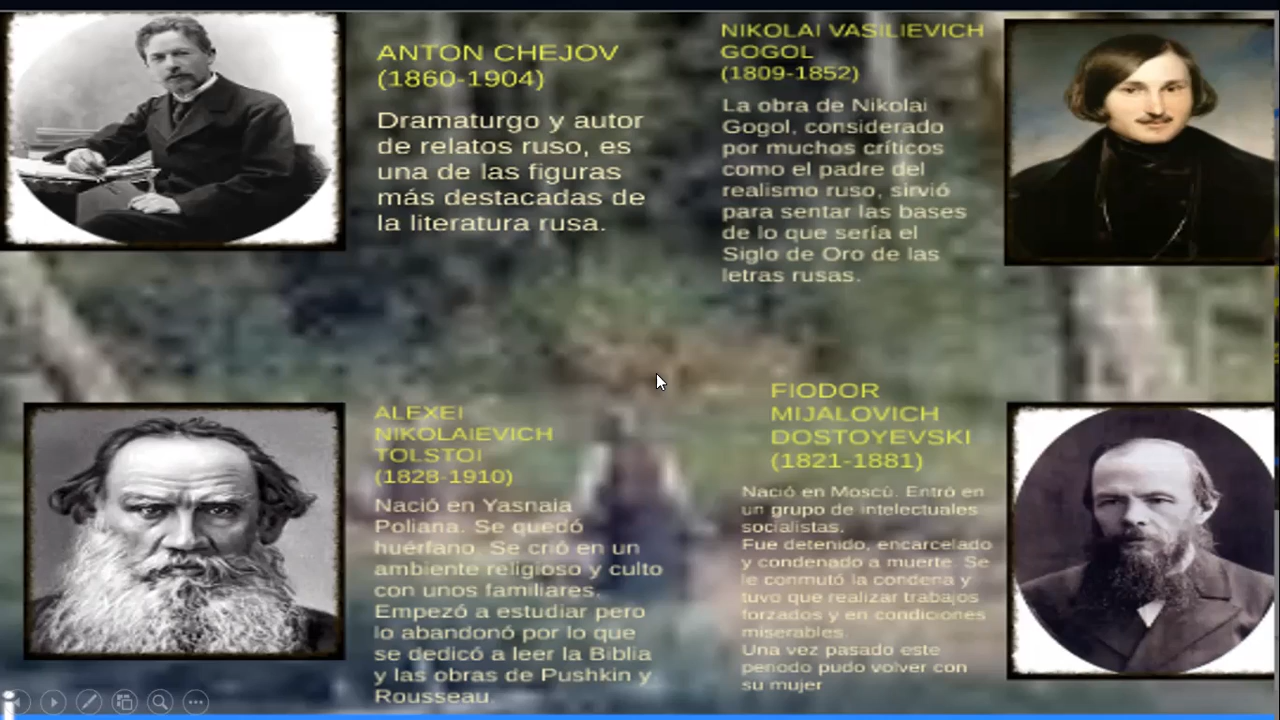 ANTON CHEJOV
(1860-1904)
Dramaturgo y autor
de relatos ruso, es
una de las figuras
más destacadas de
la literatura rusa.
NIKOLAI VASILIEVICH
GOGOL
(1809-1852)
La obra de Nikolai
Gogol, considerado
por muchos críticos
como el padre del
realismo ruso, sirvió
para sentar las bases
de lo que sería el
Siglo de Oro de las
letras rusas.
ALEXEI
NIKOLAIEVICH
TOLSTOI
(1828-1910)
Nació en Yasnaia
Poliana. Se quedó
huérfano. Se crió en un
ambiente religioso y culto
con unos familiares.
Empezó a estudiar pero
lo abandonó por lo que
se dedicó a leer la Biblia
y las obras de Pushkin y
Rousseau.
FIODOR
MIJALOVICH
DOSTOYEVSKI
(1821-1881)
Nació en Moscú. Entró en
un grupo de intelectuales
socialistas.
Fue detenido, encarcelado
y condenado a muerte. Se
le conmutó la condena y
tuvo que realizar trabajos
forzados y en condiciones
miserables.
Una vez pasado este
periodo pudo volver con
su mujer